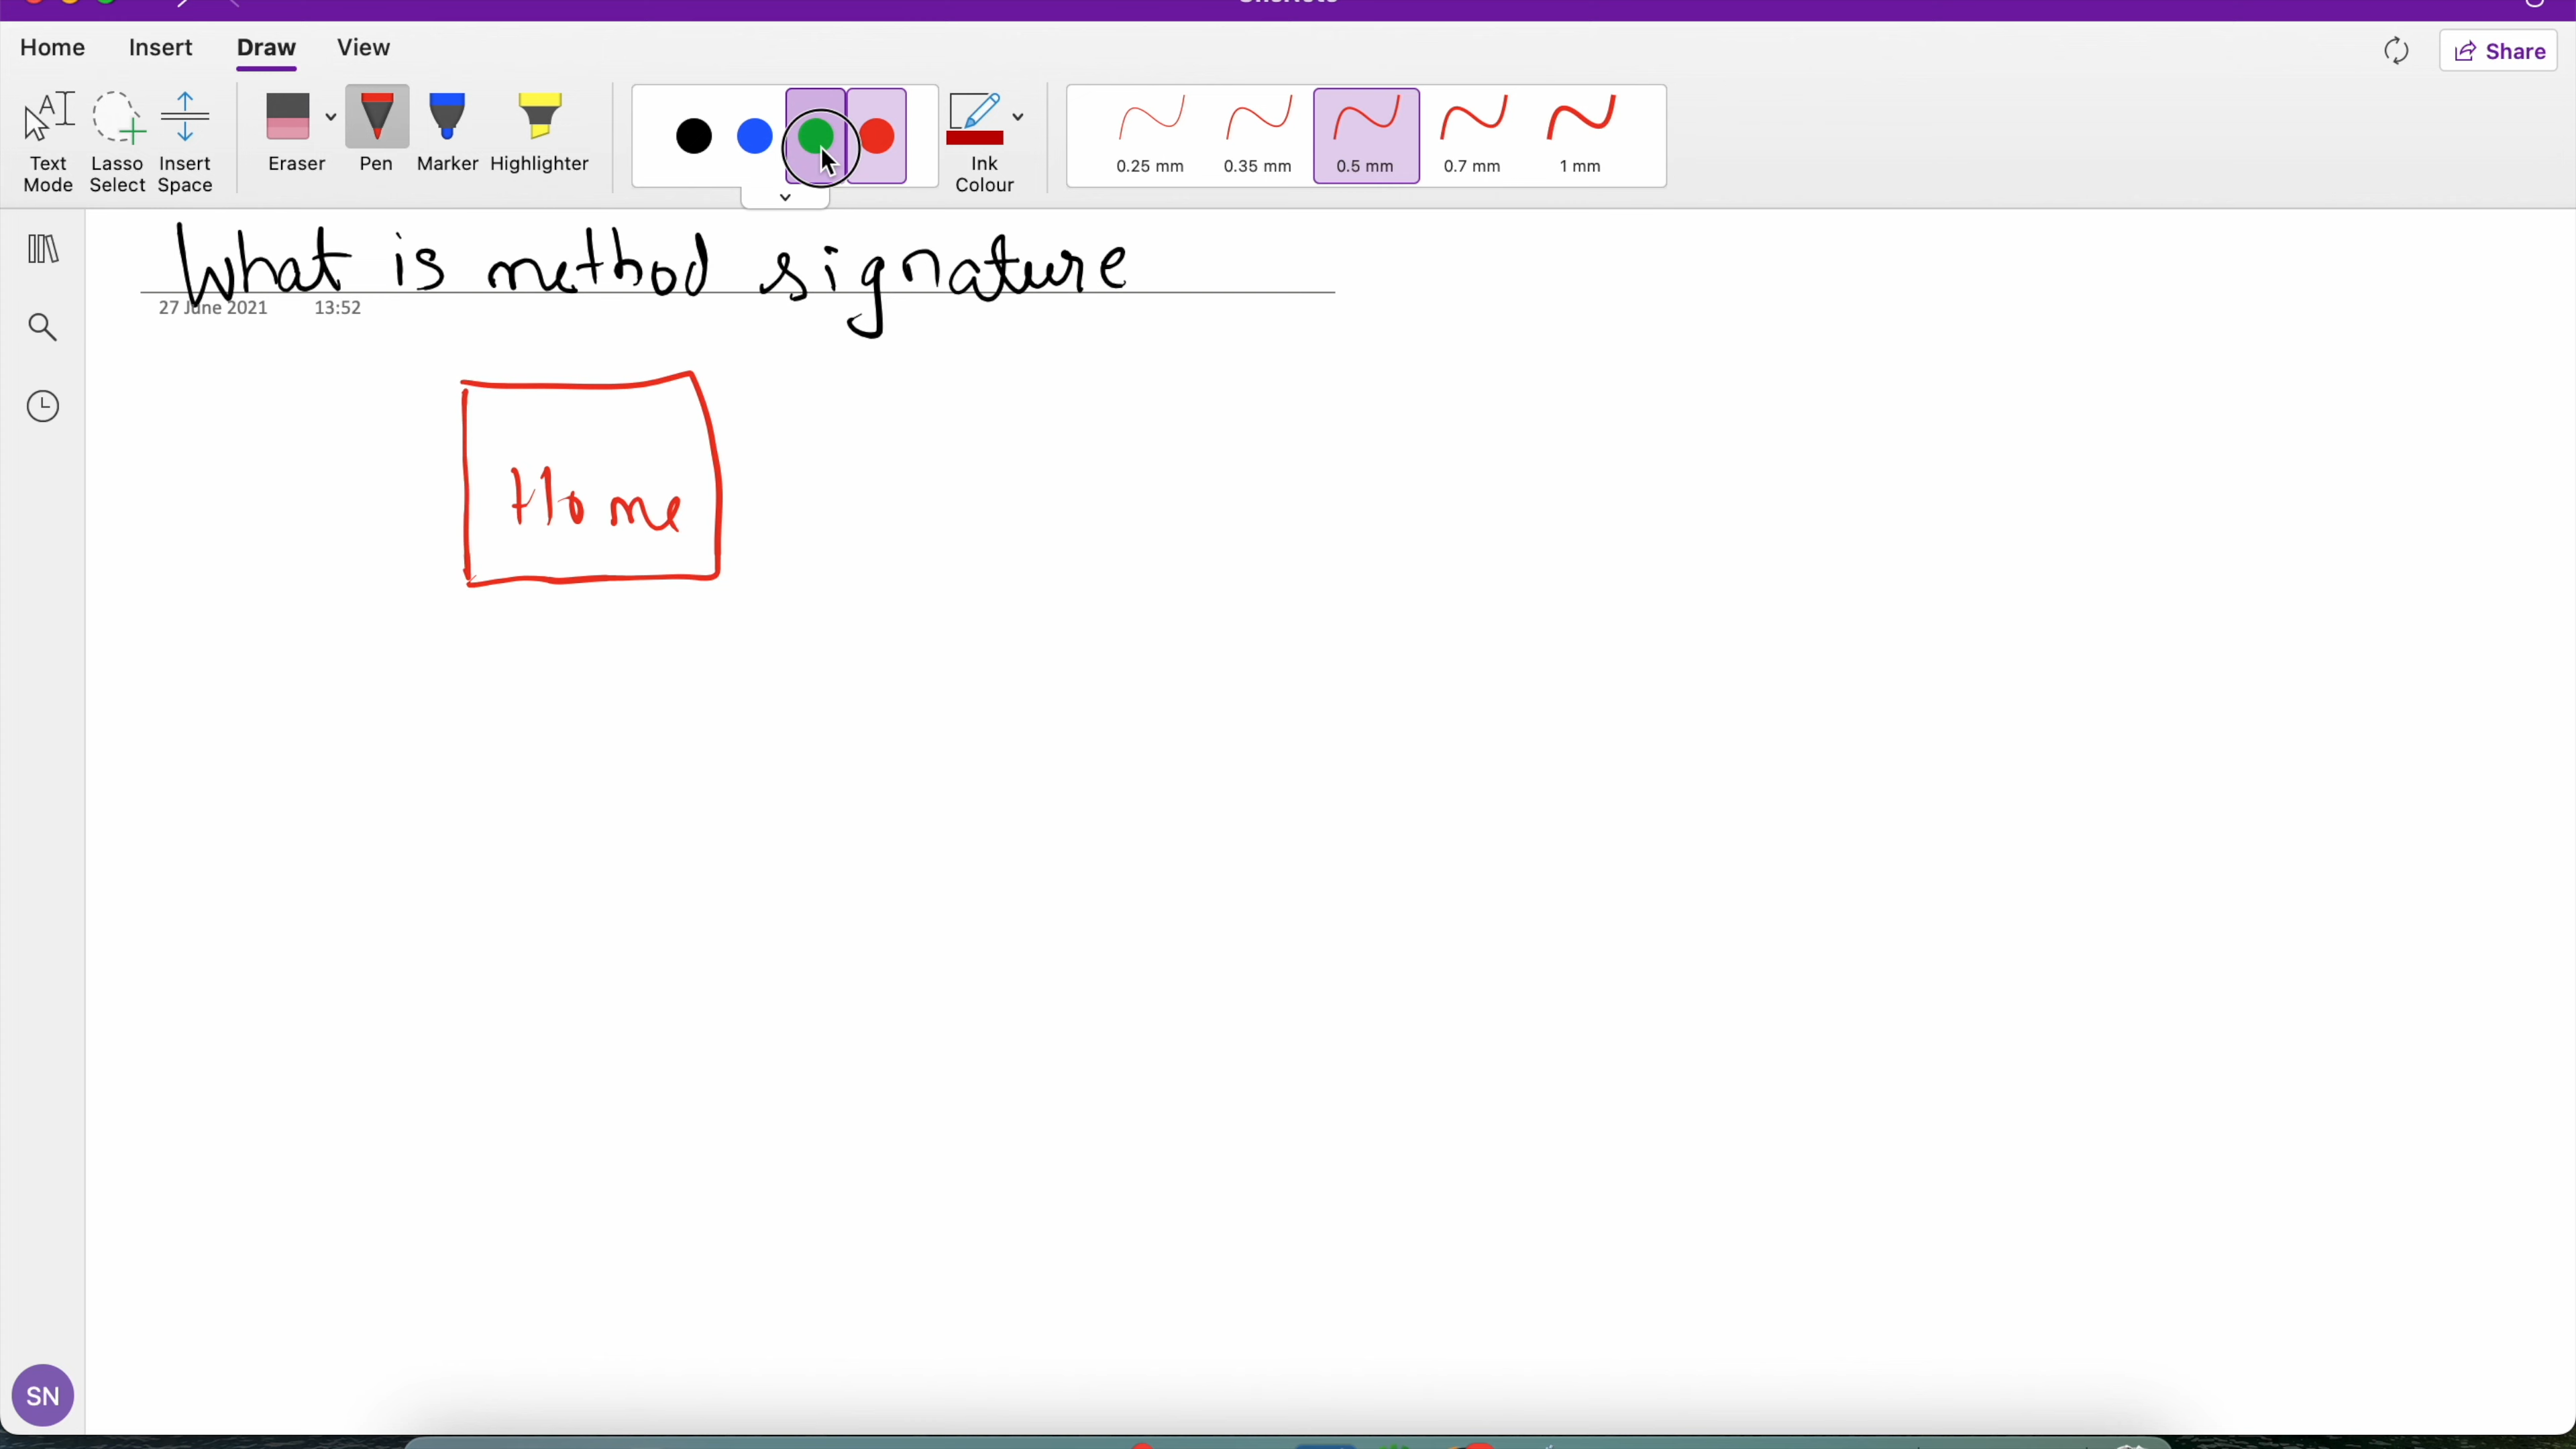 Home Insert Draw View Share
Text Mode Lasso Select Insert Space Eraser Pen Marker Highlighter Ink Colour 0.25 mm 0.35 mm 0.5 mm 0.7 mm 1 mm
What is method signature
27 June 2021 13:52
Home
SN